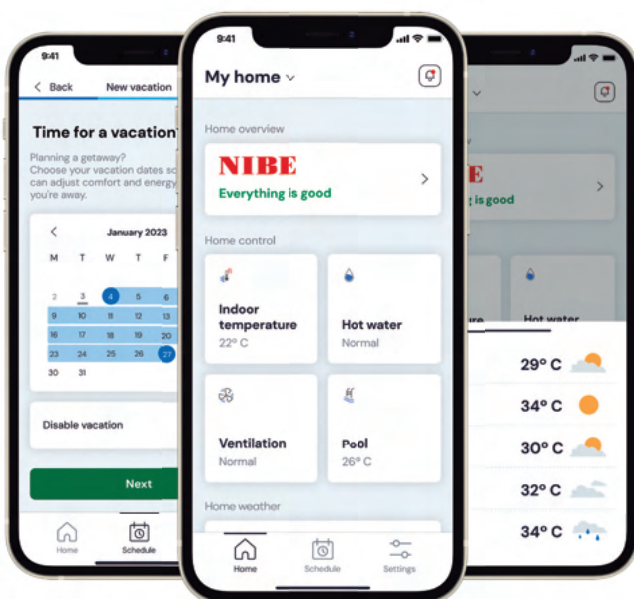 9:41
Back
New vacation
Time for a vacation
Planning a getaway?
Choose your vacation dates so
can adjust comfort and energy
you're away.
January 2023
M T W T F
2 3 4 5 6
9 10 11 12 13
16 17 18 19 20
23 24 25 26 27
30 31
Disable vacation
Next
Home
Schedule
9:41
My home
Home overview
NIBE
Everything is good
Home control
Indoor
temperature
22° C
Hot water
Normal
Ventilation
Normal
Pool
26° C
Home weather
Home
Schedule
Settings
E
is good
Hot water
29° C
34° C
30° C
32° C
34° C